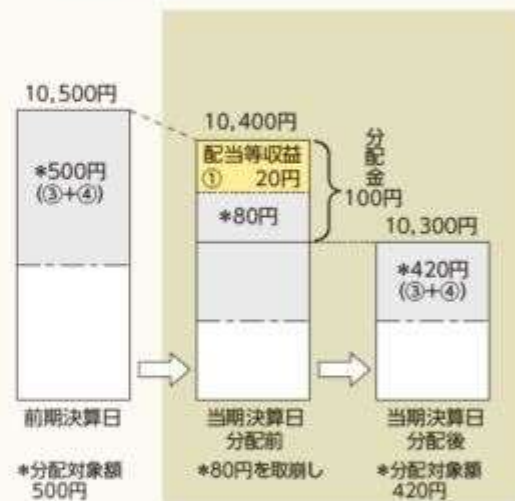 10,500円
*500円
(③+④)
前期決算日
*分配対象額
500円
10,400円
配当等収益
① 20円
*80円
分配金
100円
当期決算日
分配前
*80円を取崩し
10,300円
*420円
(③+④)
当期決算日
分配後
*分配対象額
420円